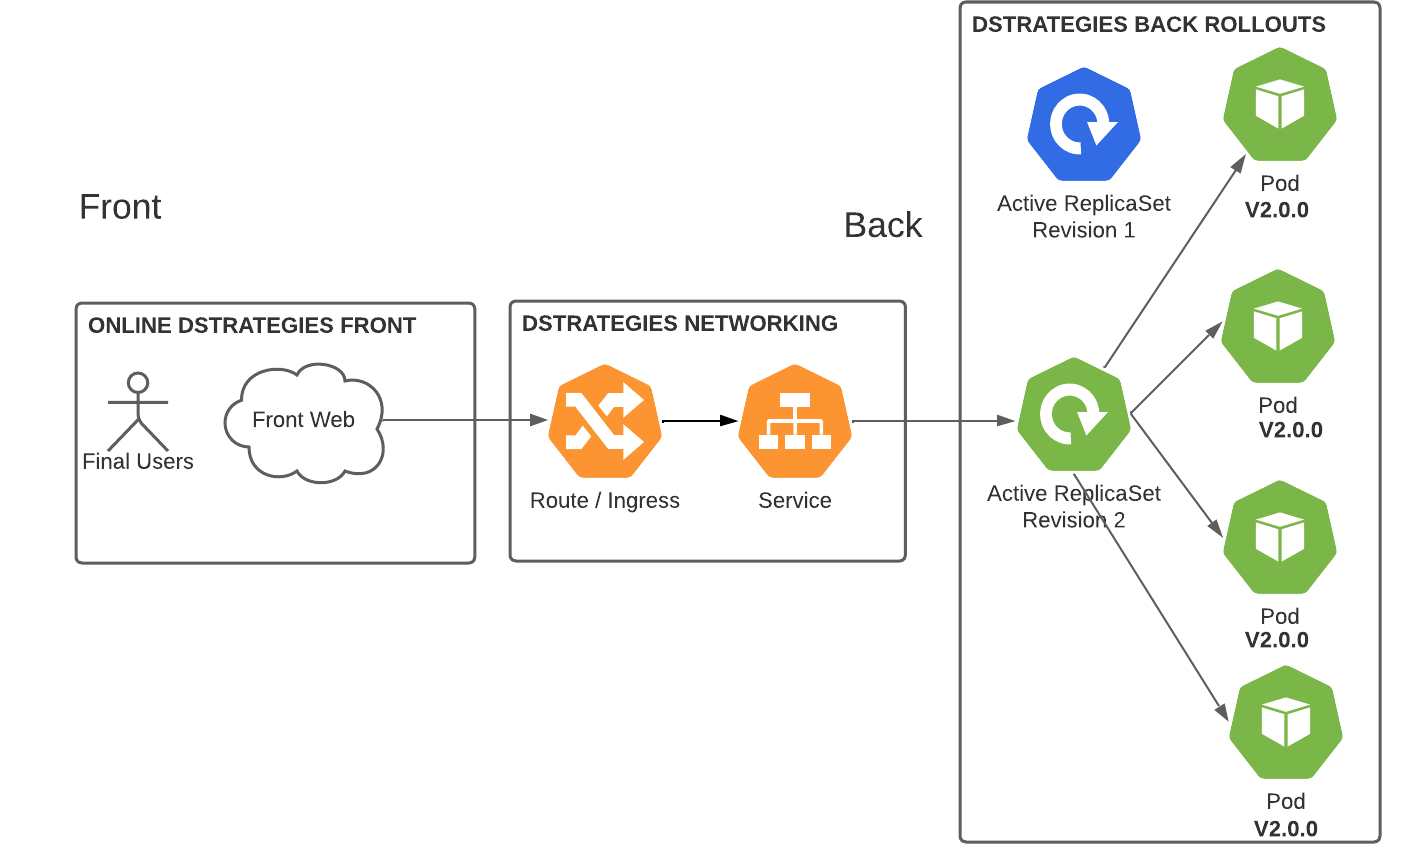 Front
Back
ONLINE DSTRATEGIES FRONT
Final Users
Front Web
DSTRATEGIES NETWORKING
Route / Ingress
Service
DSTRATEGIES BACK ROLLOUTS
Active ReplicaSet
Revision 1
Active ReplicaSet
Revision 2
Pod
V2.0.0
Pod
V2.0.0
Pod
V2.0.0
Pod
V2.0.0